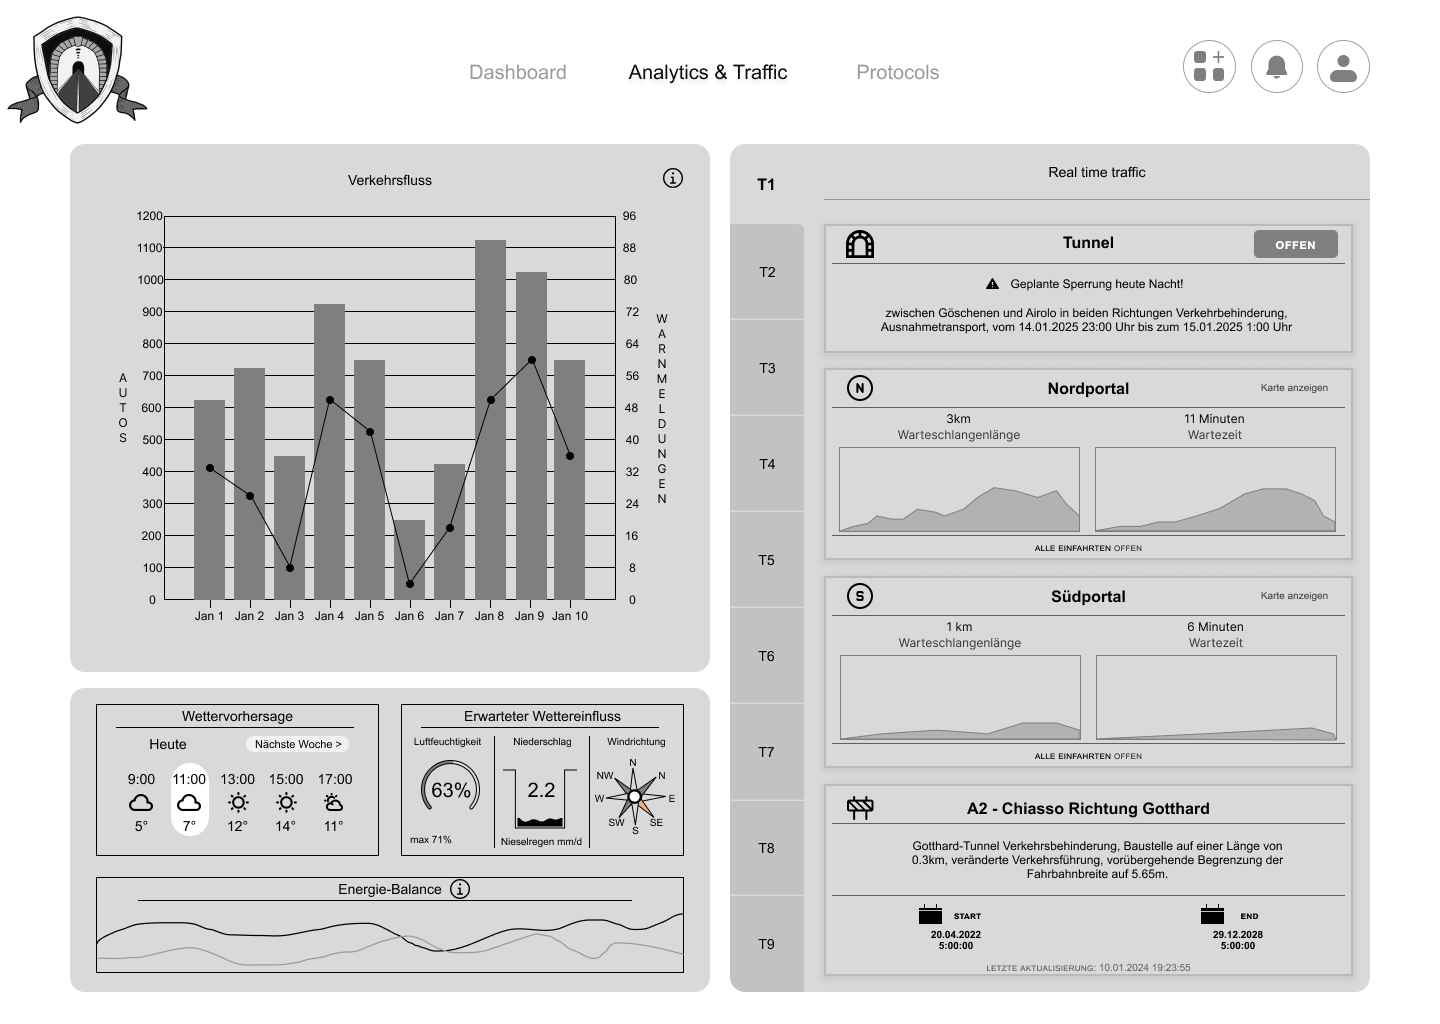 Dashboard
Analytics & Traffic
Protocols
Verkehrsfluss
1200
1100
1000
900
800
700
600
500
400
300
200
100
0
AUTOS
96
88
80
72
64
56
48
40
32
24
16
8
0
WARNMELDUNGEN
Jan 1 Jan 2 Jan 3 Jan 4 Jan 5 Jan 6 Jan 7 Jan 8 Jan 9 Jan 10
Wettervorhersage
Heute
Nächste Woche >
9:00 11:00 13:00 15:00 17:00
5° 7° 12° 14° 11°
Erwarteter Wettereinfluss
Luftfeuchtigkeit
63%
max 71%
Niederschlag
2.2
Nieselregen mm/d
Windrichtung
N
NW N
W E
SW SE
S
Energie-Balance
T1
T2
T3
T4
T5
T6
T7
T8
T9
Real time traffic
Tunnel
OFFEN
Geplante Sperrung heute Nacht!
zwischen Göschenen und Airolo in beiden Richtungen Verkehrbehinderung,
Ausnahmetransport, vom 14.01.2025 23:00 Uhr bis zum 15.01.2025 1:00 Uhr
N
Nordportal
Karte anzeigen
3km
Warteschlangenlänge
11 Minuten
Wartezeit
ALLE EINFAHRTEN OFFEN
S
Südportal
Karte anzeigen
1 km
Warteschlangenlänge
6 Minuten
Wartezeit
ALLE EINFAHRTEN OFFEN
A2 - Chiasso Richtung Gotthard
Gotthard-Tunnel Verkehrsbehinderung, Baustelle auf einer Länge von
0.3km, veränderte Verkehrsführung, vorübergehende Begrenzung der
Fahrbahnbreite auf 5.65m.
START
20.04.2022
5:00:00
END
29.12.2028
5:00:00
LETZTE AKTUALISIERUNG: 10.01.2024 19:23:55